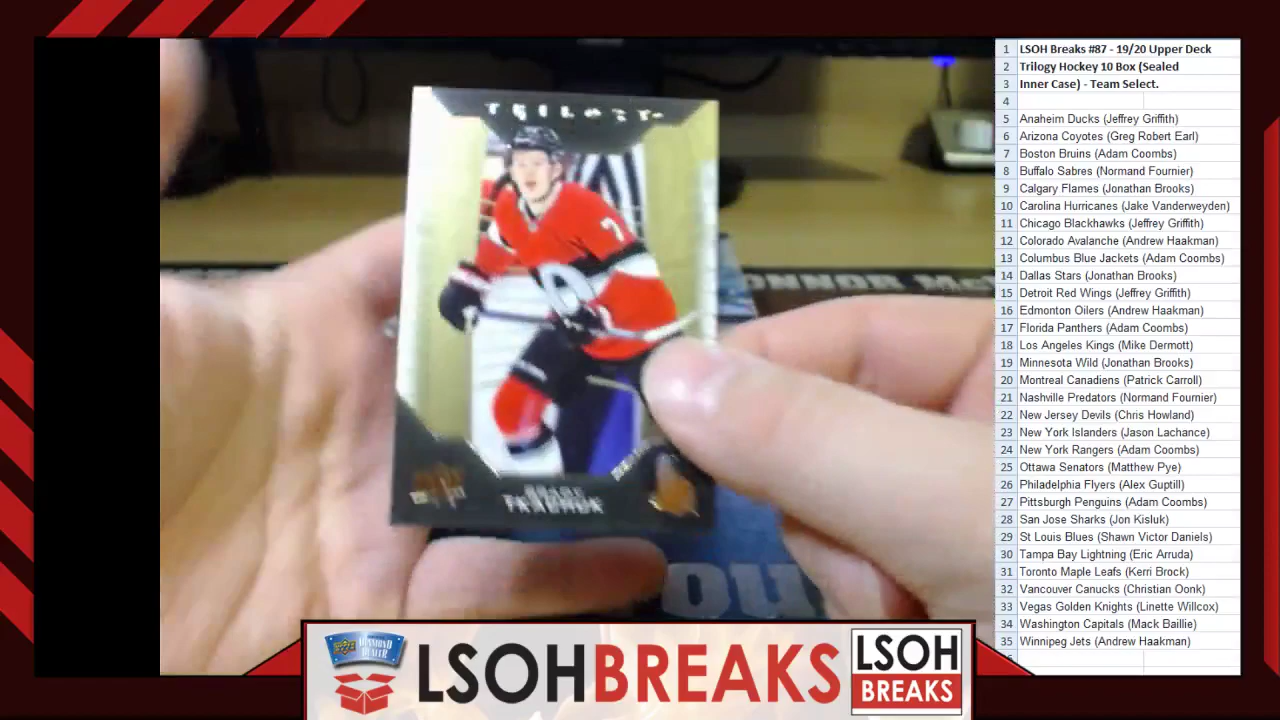 TRILOGY
7
TKACHUK
NNOR McD
OU
1 LSOH Breaks #87 - 19/20 Upper Deck
2 Trilogy Hockey 10 Box (Sealed
3 Inner Case) - Team Select.
4
5 Anaheim Ducks (Jeffrey Griffith)
6 Arizona Coyotes (Greg Robert Earl)
7 Boston Bruins (Adam Coombs)
8 Buffalo Sabres (Normand Fournier)
9 Calgary Flames (Jonathan Brooks)
10 Carolina Hurricanes (Jake Vanderweyden)
11 Chicago Blackhawks (Jeffrey Griffith)
12 Colorado Avalanche (Andrew Haakman)
13 Columbus Blue Jackets (Adam Coombs)
14 Dallas Stars (Jonathan Brooks)
15 Detroit Red Wings (Jeffrey Griffith)
16 Edmonton Oilers (Andrew Haakman)
17 Florida Panthers (Adam Coombs)
18 Los Angeles Kings (Mike Dermott)
19 Minnesota Wild (Jonathan Brooks)
20 Montreal Canadiens (Patrick Carroll)
21 Nashville Predators (Normand Fournier)
22 New Jersey Devils (Chris Howland)
23 New York Islanders (Jason Lachance)
24 New York Rangers (Adam Coombs)
25 Ottawa Senators (Matthew Pye)
26 Philadelphia Flyers (Alex Guptill)
27 Pittsburgh Penguins (Adam Coombs)
28 San Jose Sharks (Jon Kisluk)
29 St Louis Blues (Shawn Victor Daniels)
30 Tampa Bay Lightning (Eric Arruda)
31 Toronto Maple Leafs (Kerri Brock)
32 Vancouver Canucks (Christian Oonk)
33 Vegas Golden Knights (Linette Willcox)
34 Washington Capitals (Mack Baillie)
35 Winnipeg Jets (Andrew Haakman)
DIAMOND
DEALER
LSOHBREAKS
LSOH
BREAKS